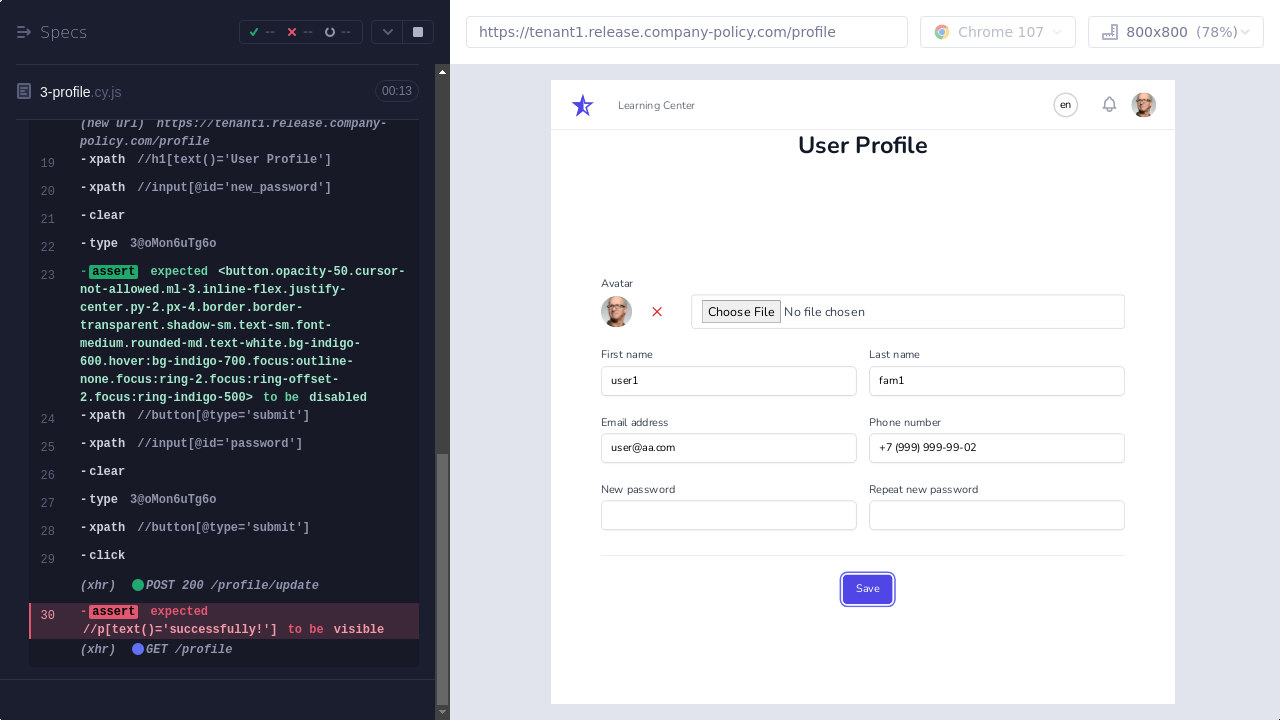 Specs
--
--
--
https://tenant1.release.company-policy.com/profile
Chrome 107
800x800 (78%)
3-profile.cy.js
00:13
(new url) https://tenant1.release.company-
policy.com/profile
19 -xpath //h1[text()='User Profile']
20 -xpath //input[@id='new_password']
21 -clear
22 -type 3@oMon6uTg6o
23 -assert expected <button.opacity-50.cursor-
not-allowed.ml-3.inline-flex.justify-
center.py-2.px-4.border.border-
transparent.shadow-sm.text-sm.font-
medium.rounded-md.text-white.bg-indigo-
600.hover:bg-indigo-700.focus:outline-
none.focus:ring-2.focus:ring-offset-
2.focus:ring-indigo-500> to be disabled
24 -xpath //button[@type='submit']
25 -xpath //input[@id='password']
26 -clear
27 -type 3@oMon6uTg6o
28 -xpath //button[@type='submit']
29 -click
(xhr) POST 200 /profile/update
30 -assert expected
//p[text()='successfully!'] to be visible
(xhr) GET /profile
Learning Center
en
User Profile
Avatar
Choose File No file chosen
First name
Last name
user1
fam1
Email address
Phone number
user@aa.com
+7 (999) 999-99-02
New password
Repeat new password
Save